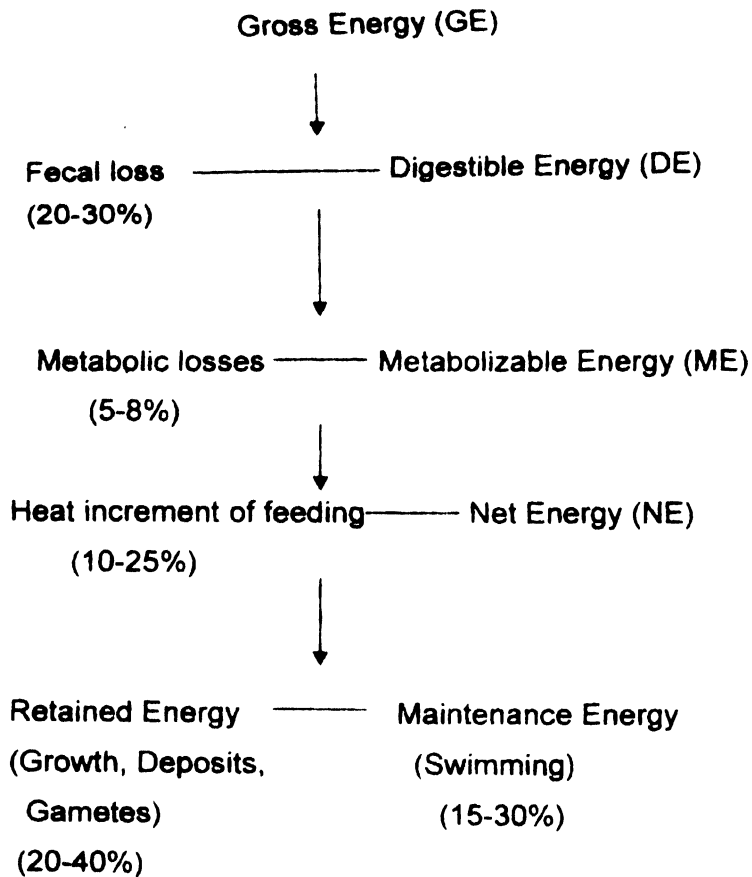 Gross Energy (GE)
Fecal loss
Digestible Energy (DE)
(20-30%)
Metabolic losses
Metabolizable Energy (ME)
(5-8%)
Heat increment of feeding
Net Energy (NE)
(10-25%)
Retained Energy
Maintenance Energy
(Growth, Deposits,
(Swimming)
Gametes)
(15-30%)
(20-40%)